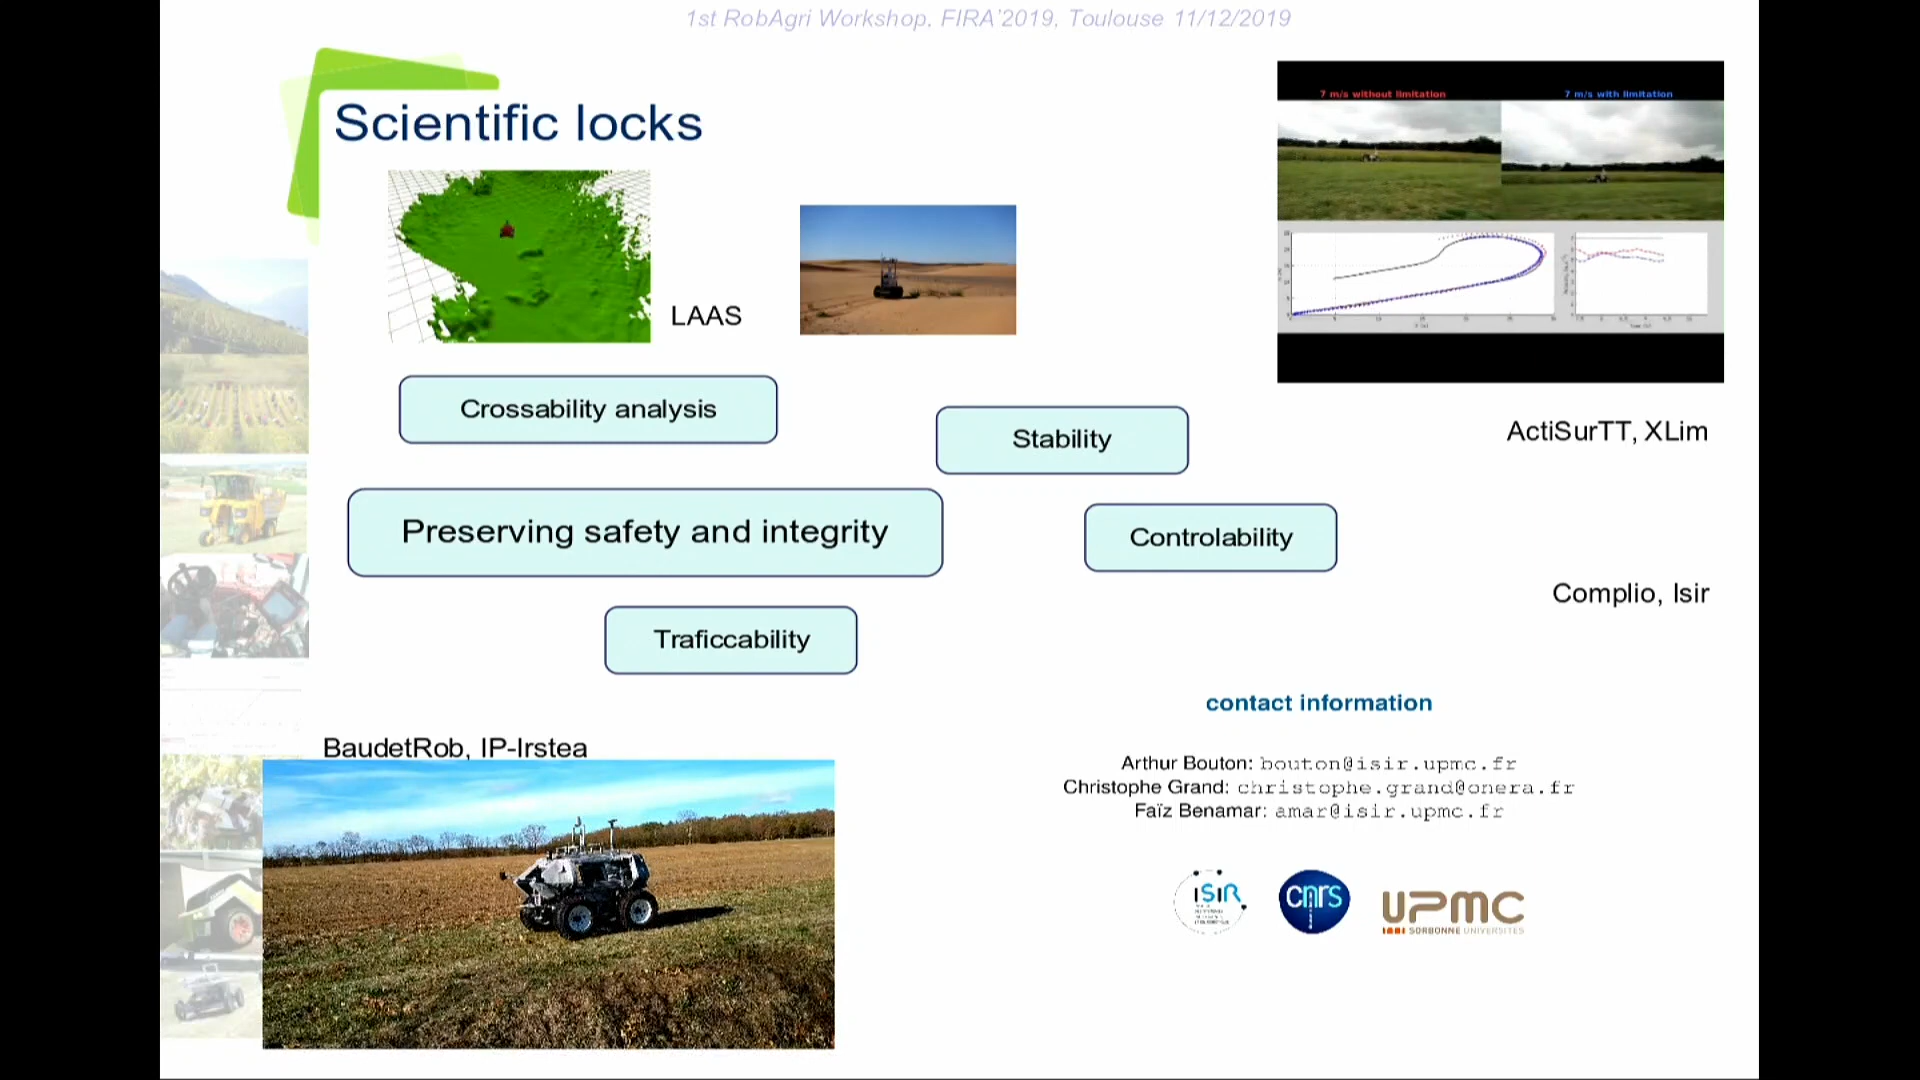 1st RobAgri Workshop, FIRA'2019, Toulouse 11/12/2019
Scientific locks
7 m/s without limitation
7 m/s with limitation
LAAS
Crossability analysis
Stability
ActiSurTT, XLim
Preserving safety and integrity
Controlability
Complio, Isir
Traficcability
contact information
BaudetRob, IP-Irstea
Arthur Bouton: bouton@isir.upmc.fr
Christophe Grand: christophe.grand@onera.fr
Faïz Benamar: amar@isir.upmc.fr
ISIR
cnrs
UPMC
SORBONNE UNIVERSITÉS